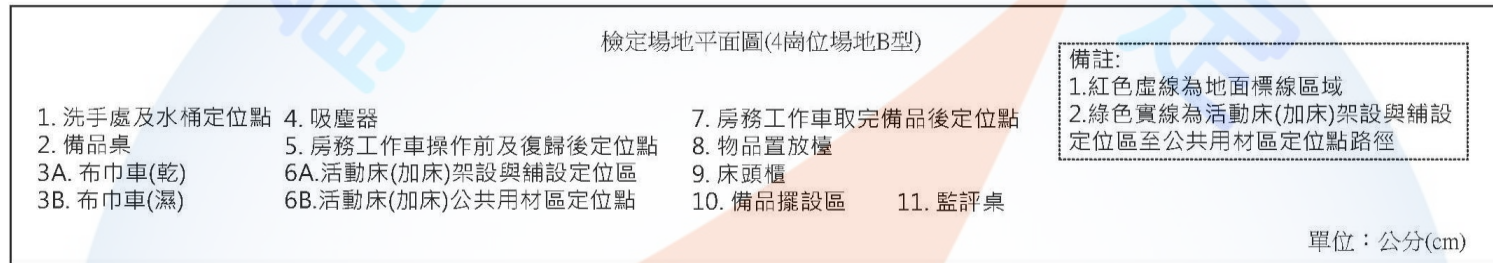 檢定場地平面圖(4崗位場地B型)
備註:
1.紅色虛線為地面標線區域
2.綠色實線為活動床(加床)架設與舖設
定位區至公共用材區定位點路徑
1. 洗手處及水桶定位點 4. 吸塵器 7. 房務工作車取完備品後定位點
2. 備品桌 5. 房務工作車操作前及復歸後定位點 8. 物品置放檯
3A. 布巾車(乾) 6A.活動床(加床)架設與舖設定位區 9. 床頭櫃
3B. 布巾車(濕) 6B.活動床(加床)公共用材區定位點 10. 備品擺設區 11. 監評桌
單位：公分(cm)